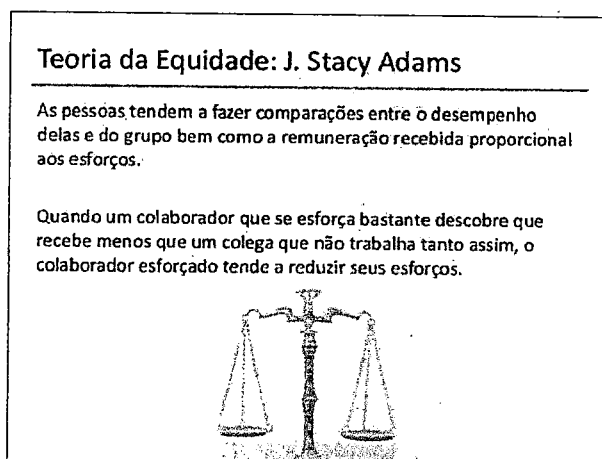 Teoria da Equidade: J. Stacy Adams
As pessoas tendem a fazer comparações entre o desempenho
delas e do grupo bem como a remuneração recebida proporcional
aos esforços.
Quando um colaborador que se esforça bastante descobre que
recebe menos que um colega que não trabalha tanto assim, o
colaborador esforçado tende a reduzir seus esforços.